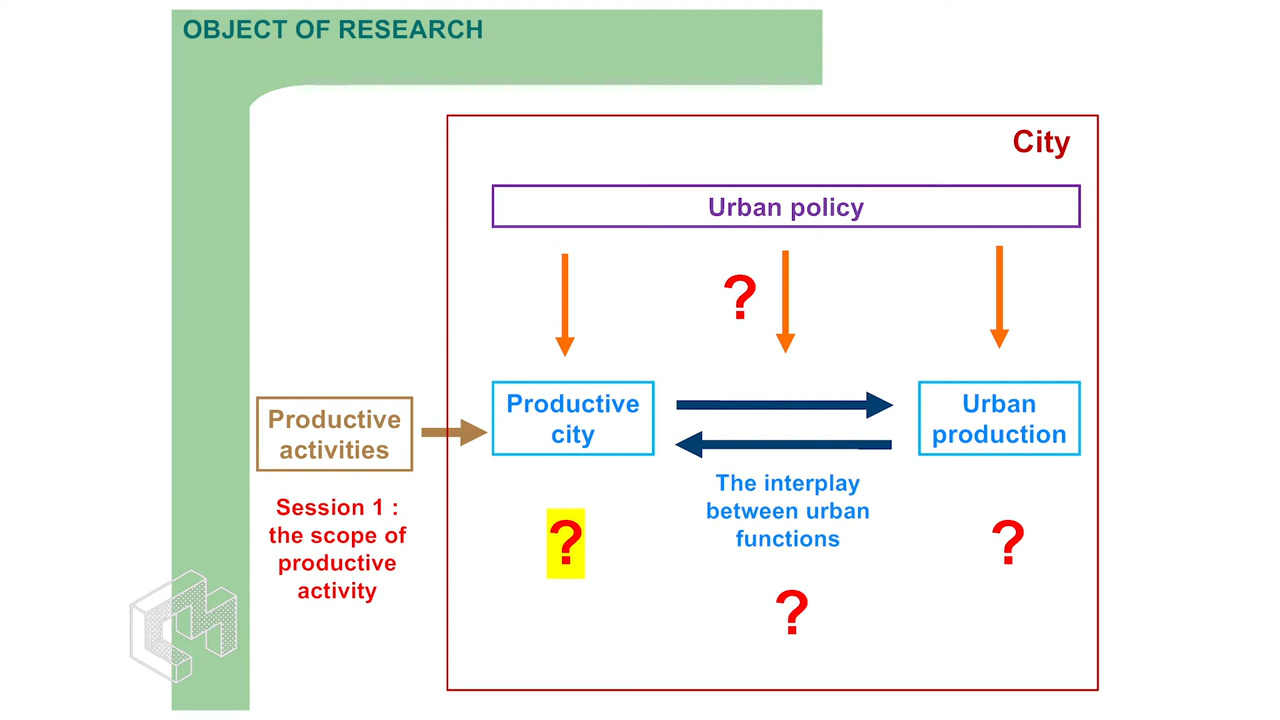 OBJECT OF RESEARCH
City
Urban policy
?
Productive
activities
Productive
city
Urban
production
The interplay
between urban
functions
Session 1 :
the scope of
productive
activity
?
?
?
CM